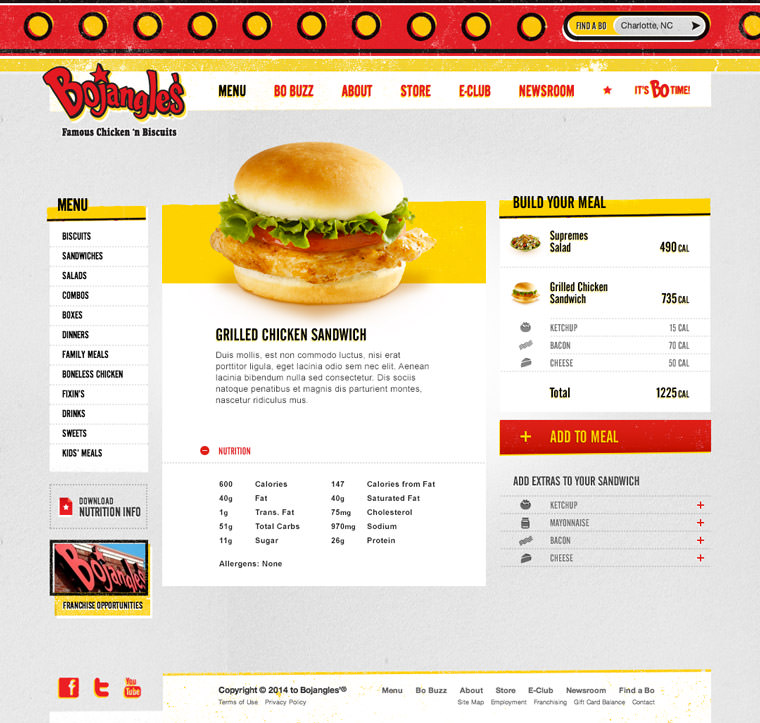 FIND A BO Charlotte, NC
Bojangles'
Famous Chicken 'n Biscuits
MENU BO BUZZ ABOUT STORE E-CLUB NEWSROOM IT'S Bo TIME!
MENU
BISCUITS
SANDWICHES
SALADS
COMBOS
BOXES
DINNERS
FAMILY MEALS
BONELESS CHICKEN
FIXIN'S
DRINKS
SWEETS
KIDS' MEALS
DOWNLOAD
NUTRITION INFO
Bojangles
FRANCHISE OPPORTUNITIES
GRILLED CHICKEN SANDWICH
Duis mollis, est non commodo luctus, nisi erat
porttitor ligula, eget lacinia odio sem nec elit. Aenean
lacinia bibendum nulla sed consectetur. Dis sociis
natoque penatibus et magnis dis parturient montes,
nascetur ridiculus mus.
NUTRITION
600 Calories 147 Calories from Fat
40g Fat 40g Saturated Fat
1g Trans. Fat 75mg Cholesterol
51g Total Carbs 970mg Sodium
11g Sugar 26g Protein
Allergens: None
BUILD YOUR MEAL
Supremes
Salad 490 CAL
Grilled Chicken
Sandwich 735 CAL
KETCHUP 15 CAL
BACON 70 CAL
CHEESE 50 CAL
Total 1225 CAL
+ ADD TO MEAL
ADD EXTRAS TO YOUR SANDWICH
KETCHUP +
MAYONNAISE +
BACON +
CHEESE +
You
Tube
Copyright © 2014 to Bojangles'® Menu Bo Buzz About Store E-Club Newsroom Find a Bo
Terms of Use Privacy Policy Site Map Employment Franchising Gift Card Balance Contact